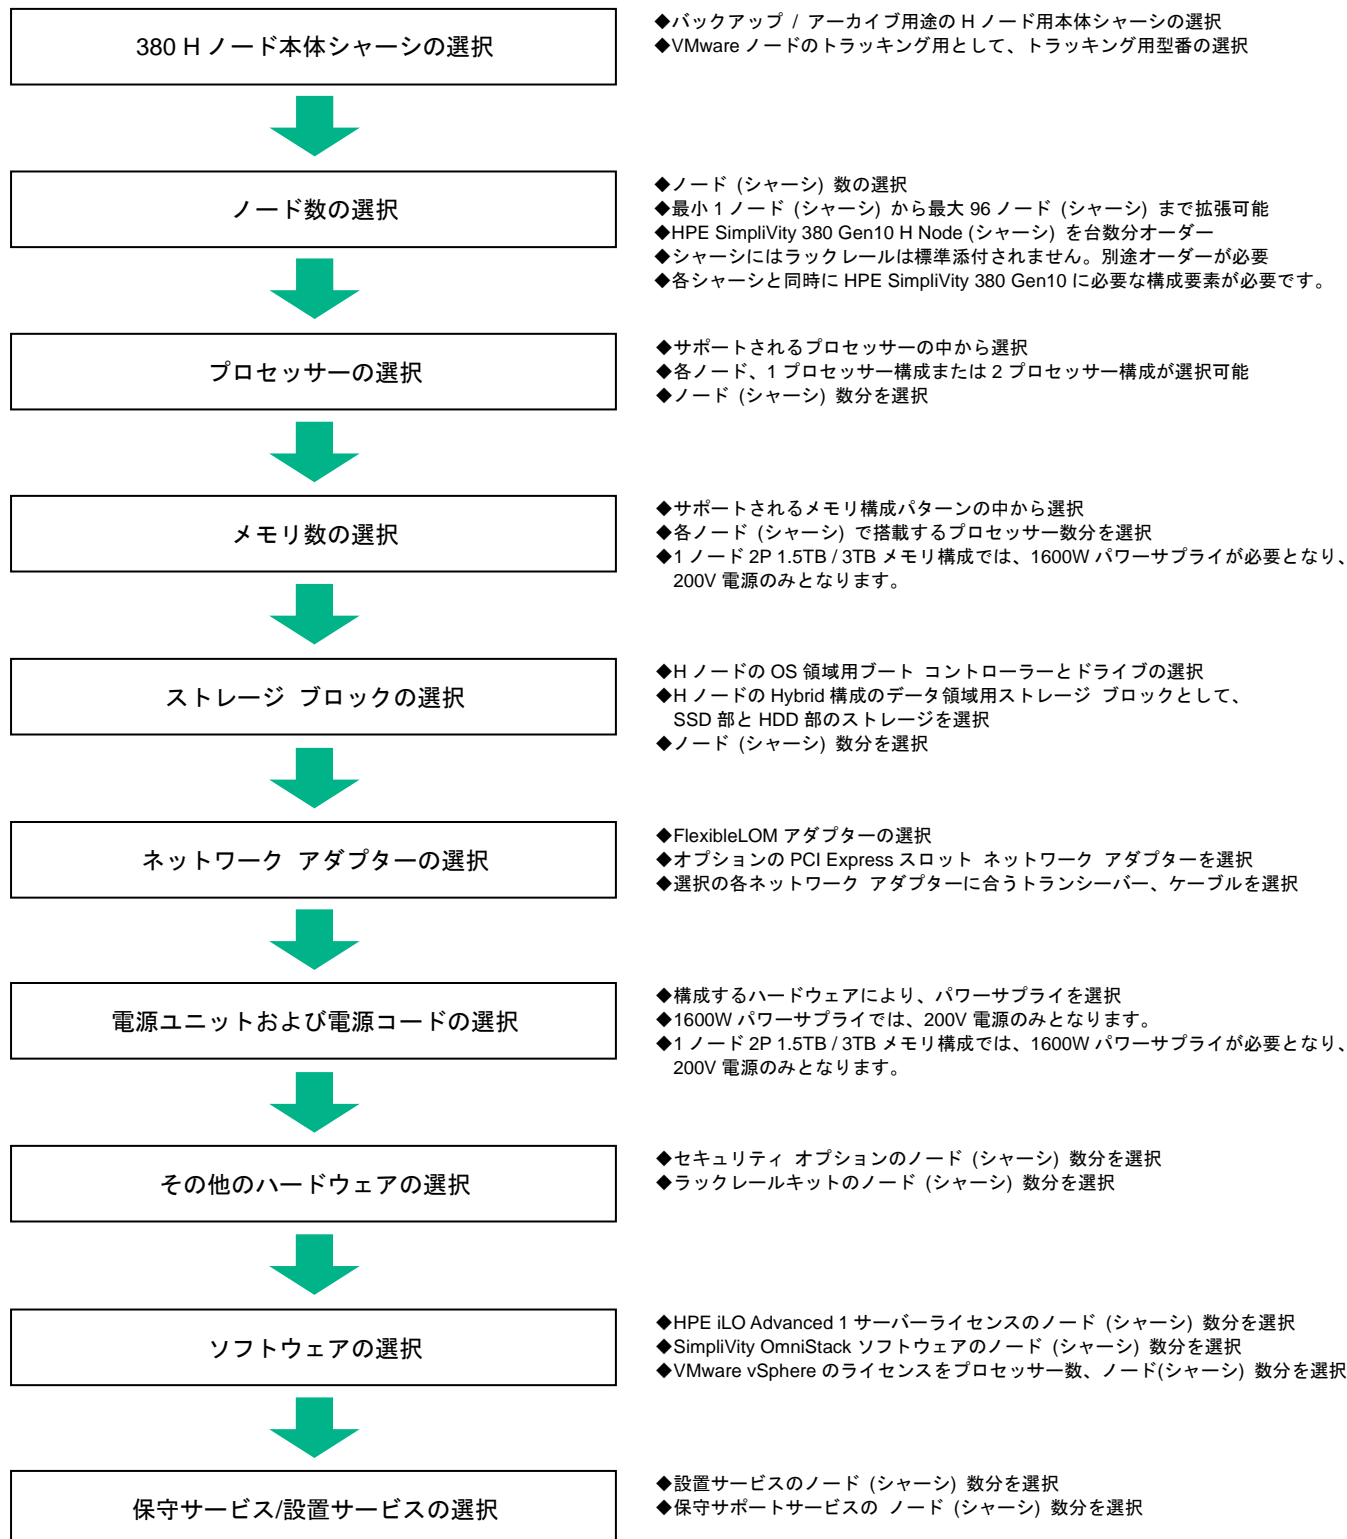 380 H ノード本体シャーシの選択
◆バックアップ / アーカイブ用途の H ノード用本体シャーシの選択
◆VMware ノードのトラッキング用として、トラッキング用型番の選択
ノード数の選択
◆ノード (シャーシ) 数の選択
◆最小 1 ノード (シャーシ) から最大 96 ノード (シャーシ) まで拡張可能
◆HPE SimpliVity 380 Gen10 H Node (シャーシ) を台数分オーダー
◆シャーシにはラックレールは標準添付されません。別途オーダーが必要
◆各シャーシと同時に HPE SimpliVity 380 Gen10 に必要な構成要素が必要です。
プロセッサーの選択
◆サポートされるプロセッサーの中から選択
◆各ノード、1 プロセッサー構成または 2 プロセッサー構成が選択可能
◆ノード (シャーシ) 数分を選択
メモリ数の選択
◆サポートされるメモリ構成パターンの中から選択
◆各ノード (シャーシ) で搭載するプロセッサー数分を選択
◆1 ノード 2P 1.5TB / 3TB メモリ構成では、1600W パワーサプライが必要となり、
200V 電源のみとなります。
ストレージ ブロックの選択
◆H ノードの OS 領域用ブート コントローラーとドライブの選択
◆H ノードの Hybrid 構成のデータ領域用ストレージ ブロックとして、
SSD 部と HDD 部のストレージを選択
◆ノード (シャーシ) 数分を選択
ネットワーク アダプターの選択
◆FlexibleLOM アダプターの選択
◆オプションの PCI Express スロット ネットワーク アダプターを選択
◆選択の各ネットワーク アダプターに合うトランシーバー、ケーブルを選択
電源ユニットおよび電源コードの選択
◆構成するハードウェアにより、パワーサプライを選択
◆1600W パワーサプライでは、200V 電源のみとなります。
◆1 ノード 2P 1.5TB / 3TB メモリ構成では、1600W パワーサプライが必要となり、
200V 電源のみとなります。
その他のハードウェアの選択
◆セキュリティ オプションのノード (シャーシ) 数分を選択
◆ラックレールキットのノード (シャーシ) 数分を選択
ソフトウェアの選択
◆HPE iLO Advanced 1 サーバーライセンスのノード (シャーシ) 数分を選択
◆SimpliVity OmniStack ソフトウェアのノード (シャーシ) 数分を選択
◆VMware vSphere のライセンスをプロセッサー数、ノード(シャーシ) 数分を選択
保守サービス/設置サービスの選択
◆設置サービスのノード (シャーシ) 数分を選択
◆保守サポートサービスの ノード (シャーシ) 数分を選択